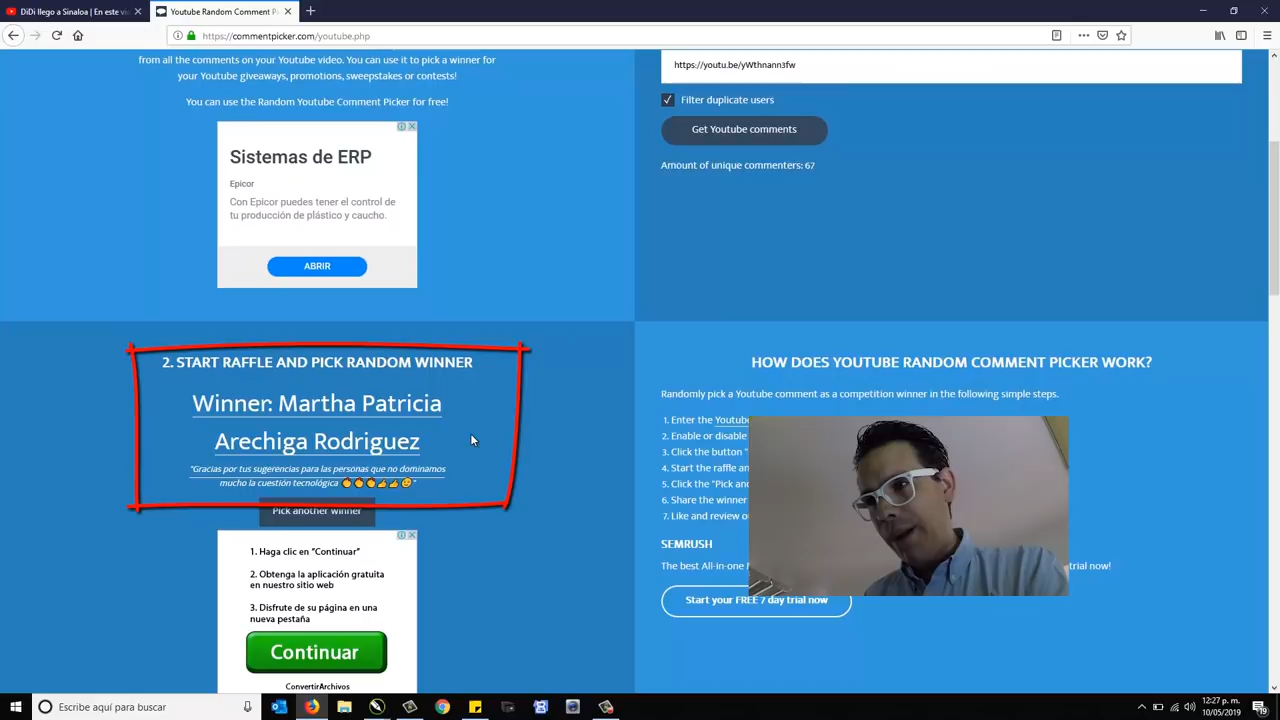 DiDi llego a Sinaloa | En este vi
Youtube Random Comment P
https://commentpicker.com/youtube.php
from all the comments on your Youtube video. You can use it to pick a winner for
your Youtube giveaways, promotions, sweepstakes or contests!
You can use the Random Youtube Comment Picker for free!
Sistemas de ERP
Epicor
Con Epicor puedes tener el control de
tu producción de plástico y caucho.
ABRIR
https://youtu.be/yWthnann3fw
Filter duplicate users
Get Youtube comments
Amount of unique commenters: 67
2. START RAFFLE AND PICK RANDOM WINNER
Winner: Martha Patricia
Arechiga Rodriguez
"Gracias por tus sugerencias para las personas que no dominamos
mucho la cuestión tecnológica 👏👏👏👍👍😉"
Pick another winner
1. Haga clic en "Continuar"
2. Obtenga la aplicación gratuita
en nuestro sitio web
3. Disfrute de su página en una
nueva pestaña
Continuar
ConvertirArchivos
HOW DOES YOUTUBE RANDOM COMMENT PICKER WORK?
Randomly pick a Youtube comment as a competition winner in the following simple steps.
1. Enter the Youtube
2. Enable or disable
3. Click the button "
4. Start the raffle an
5. Click the "Pick an
6. Share the winner
7. Like and review o
SEMRUSH
The best All-in-one
trial now!
Start your FREE 7 day trial now
Escribe aquí para buscar
12:27 p. m.
10/05/2019
19